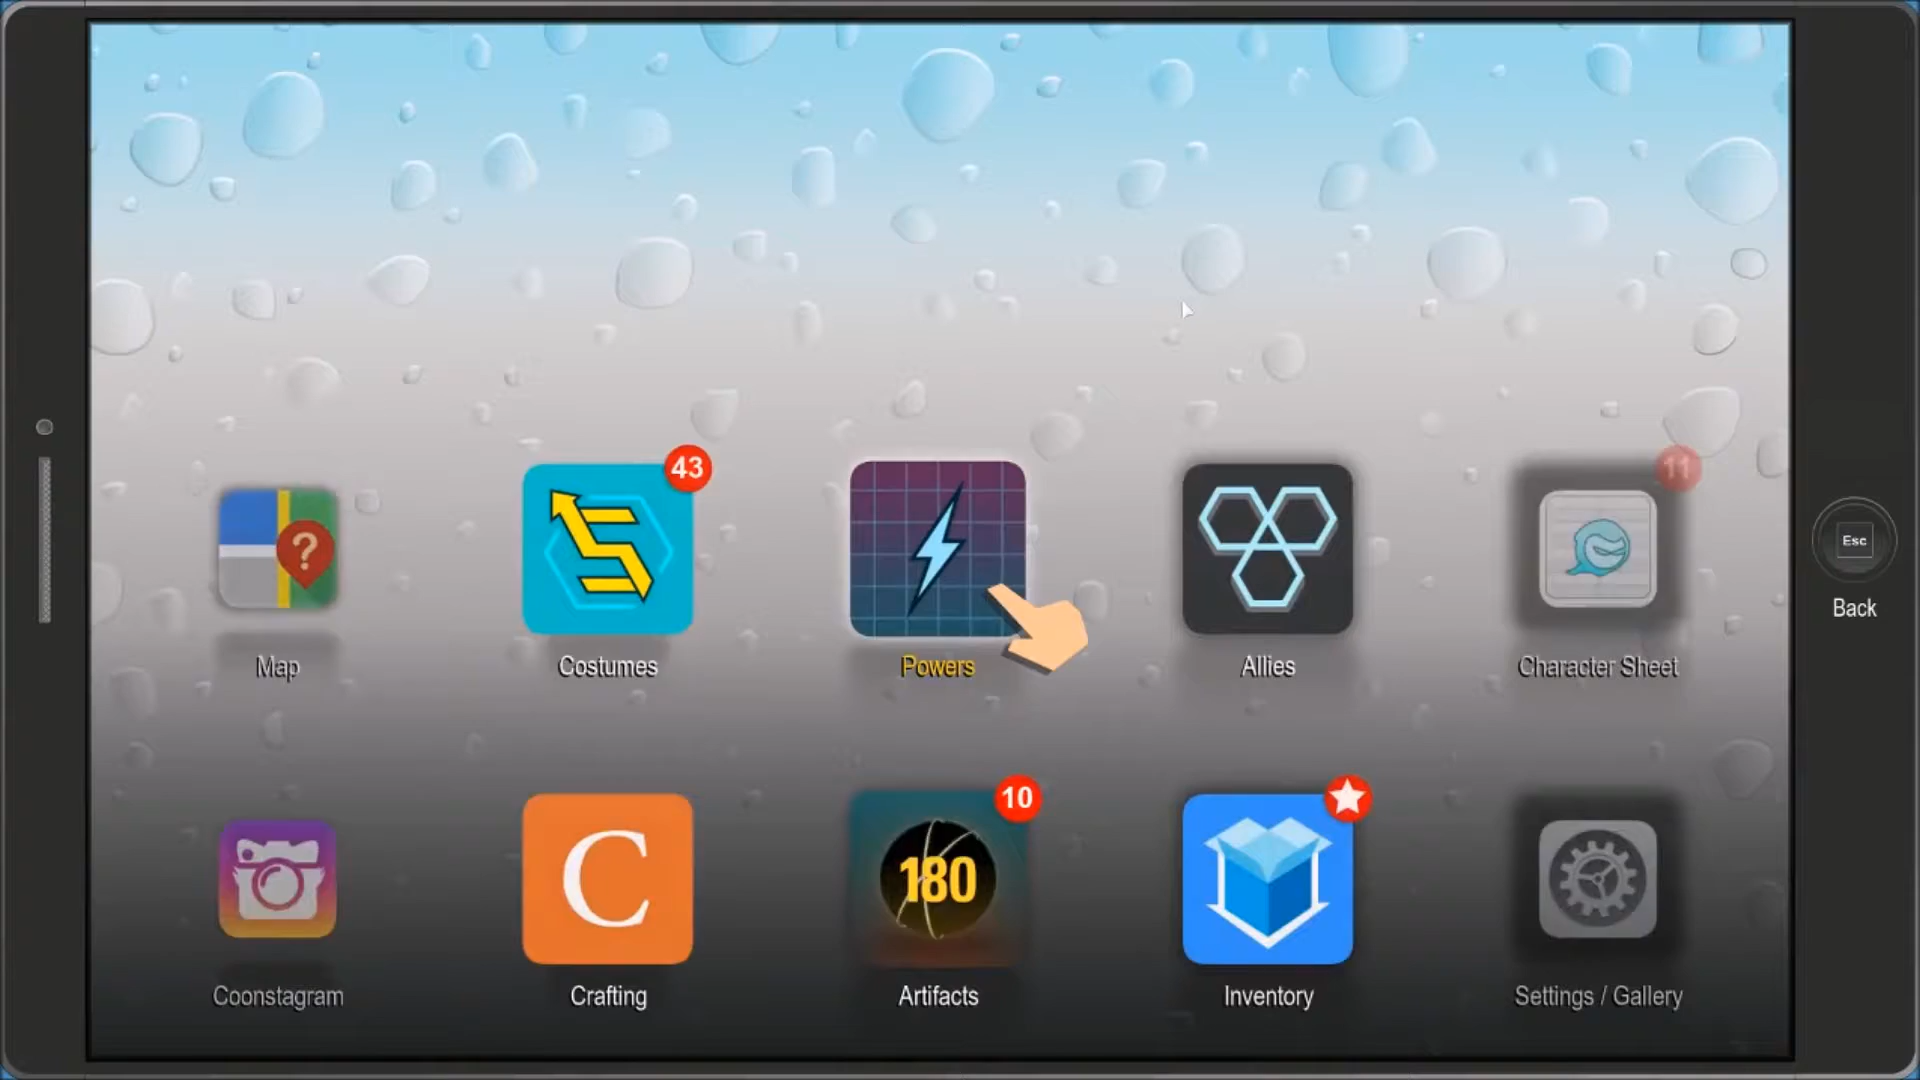 43
11
?
Esc
Back
Map
Costumes
Powers
Allies
Character Sheet
10
180
C
Coonstagram
Crafting
Artifacts
Inventory
Settings / Gallery